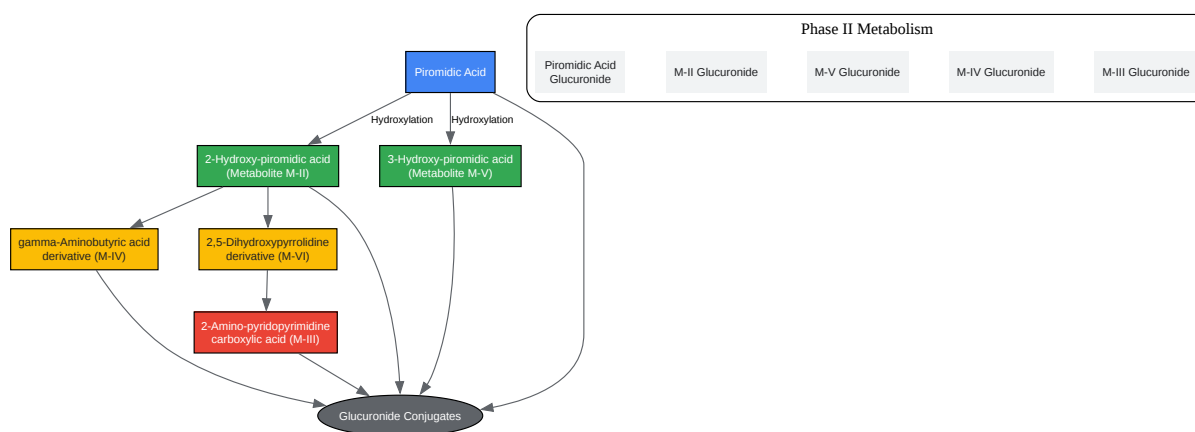 Phase II Metabolism
Piromidic Acid
Piromidic Acid
Glucuronide
M-II Glucuronide
M-V Glucuronide
M-IV Glucuronide
M-III Glucuronide
Hydroxylation
Hydroxylation
2-Hydroxy-piromidic acid
(Metabolite M-II)
3-Hydroxy-piromidic acid
(Metabolite M-V)
gamma-Aminobutyric acid
derivative (M-IV)
2,5-Dihydroxypyrrolidine
derivative (M-VI)
2-Amino-pyridopyrimidine
carboxylic acid (M-III)
Glucuronide Conjugates